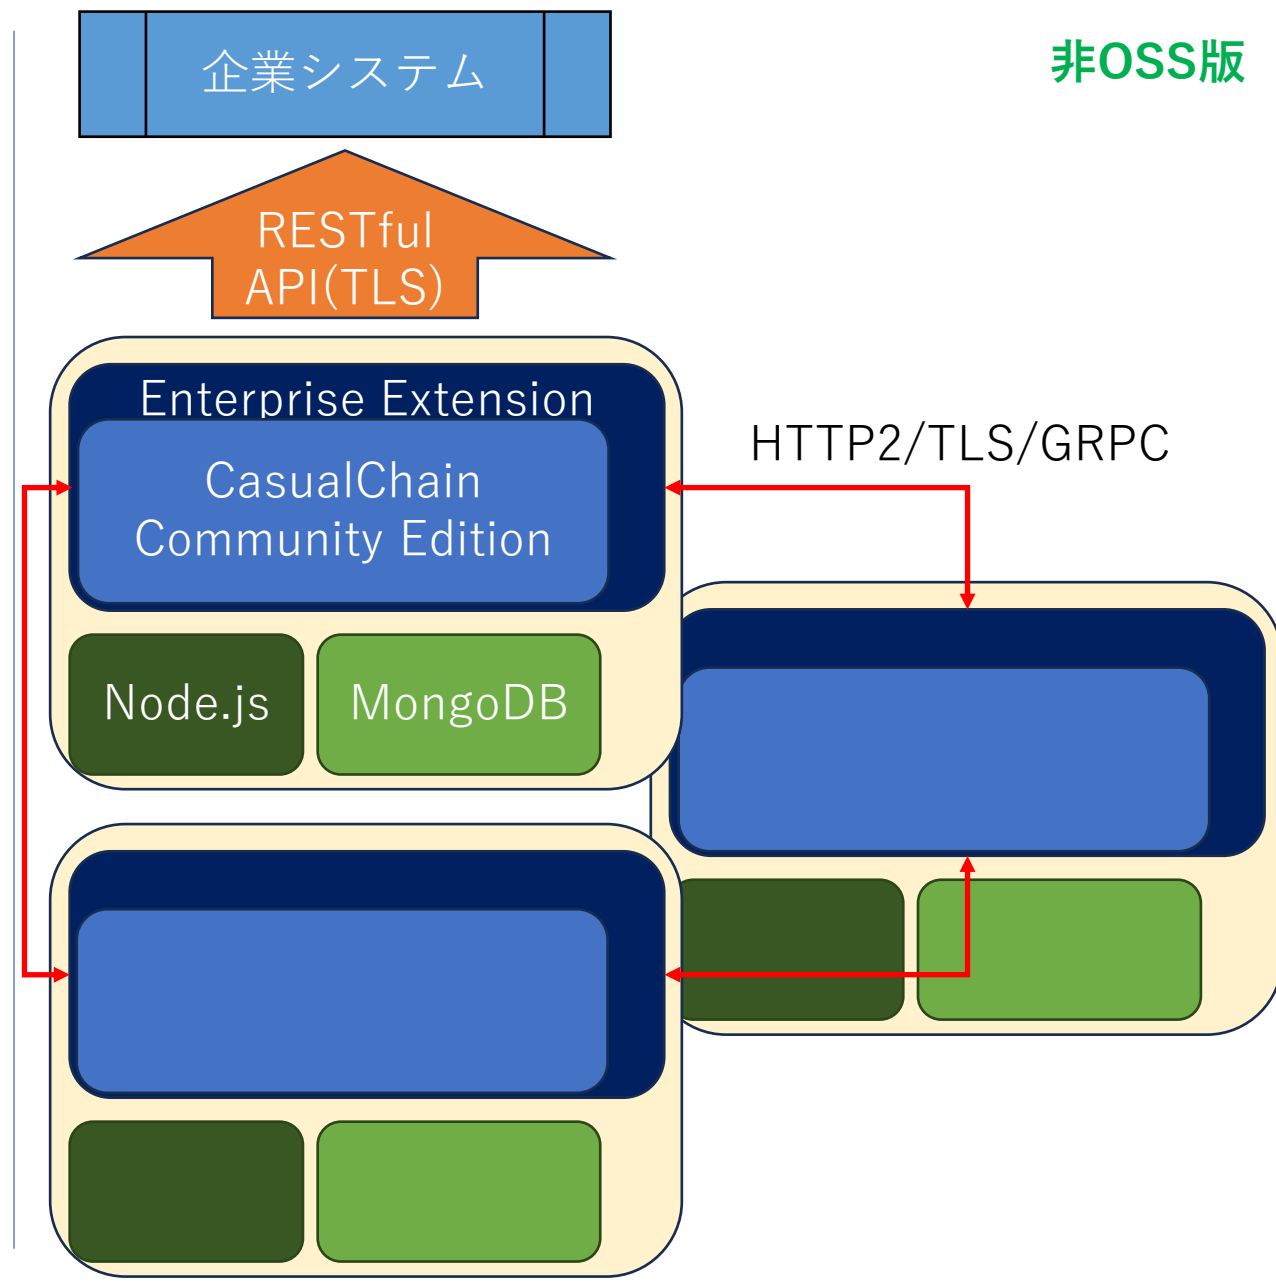 企業システム
非OSS版
RESTful
API(TLS)
Enterprise Extension
CasualChain
Community Edition
HTTP2/TLS/GRPC
Node.js
MongoDB